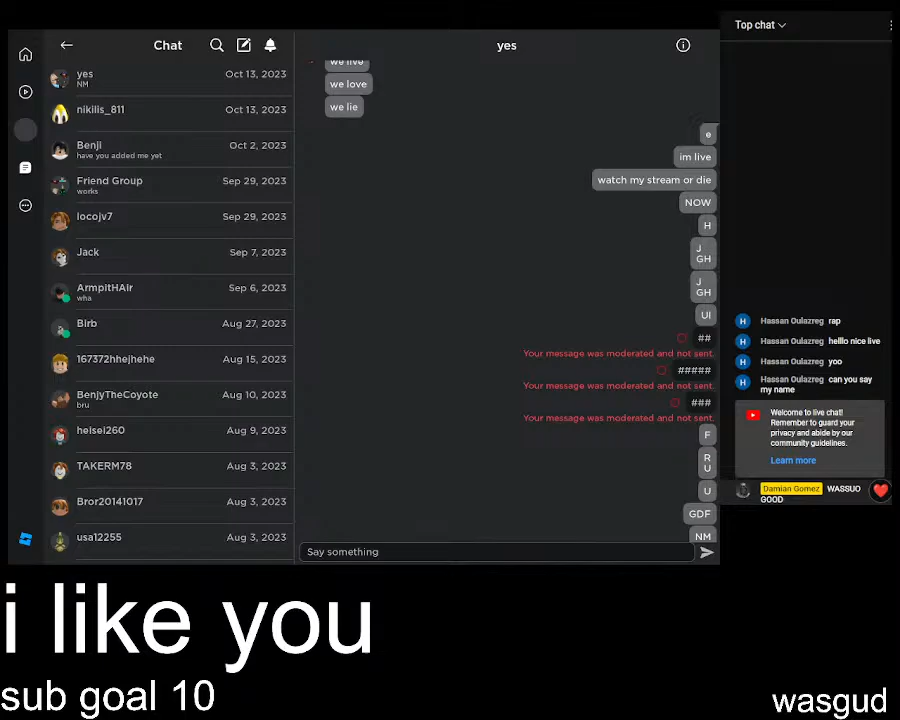 Chat
yes
NM
Oct 13, 2023
nikilis_811
Oct 13, 2023
Benji
have you added me yet
Oct 2, 2023
Friend Group
works
Sep 29, 2023
locojv7
Sep 29, 2023
Jack
Sep 7, 2023
ArmpitHAir
wha
Sep 6, 2023
Birb
Aug 27, 2023
167372hhejhehe
Aug 15, 2023
BenjyTheCoyote
bru
Aug 10, 2023
helsei260
Aug 9, 2023
TAKERM78
Aug 3, 2023
Bror20141017
Aug 3, 2023
usa12255
Aug 3, 2023
yes
we live
we love
we lie
e
im live
watch my stream or die
NOW
H
J
GH
J
GH
UI
##
Your message was moderated and not sent.
#####
Your message was moderated and not sent.
###
Your message was moderated and not sent.
F
R
U
U
GDF
NM
Say something
Top chat
H Hassan Oulazreg rap
H Hassan Oulazreg helllo nice live
H Hassan Oulazreg yoo
H Hassan Oulazreg can you say
my name
Welcome to live chat!
Remember to guard your
privacy and abide by our
community guidelines.
Learn more
Damian Gomez WASSUO
GOOD
i like you
sub goal 10
wasgud